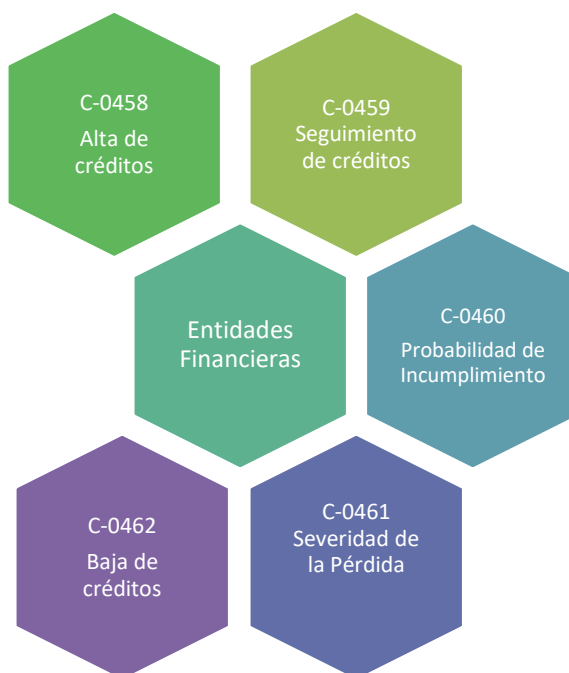 C-0458
Alta de
créditos
C-0459
Seguimiento
de créditos
Entidades
Financieras
C-0460
Probabilidad de
Incumplimiento
C-0462
Baja de
créditos
C-0461
Severidad de
la Pérdida